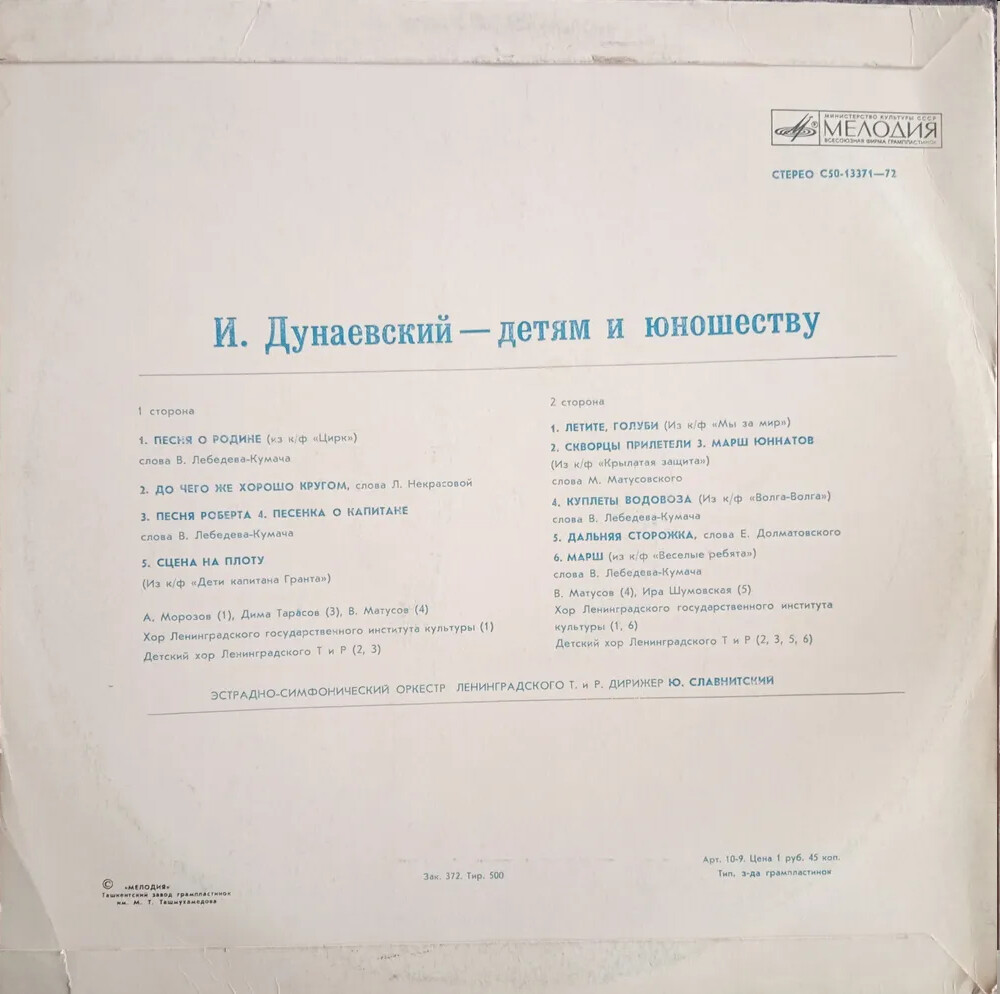 МИНИСТЕРСТВО КУЛЬТУРЫ СССР
МЕЛОДИЯ
ВСЕСОЮЗНАЯ ФИРМА ГРАМПЛАСТИНОК
СТЕРЕО С50-13371—72
И. Дунаевский — детям и юношеству
1 сторона
1. ПЕСНЯ О РОДИНЕ (из к/ф «Цирк»)
слова В. Лебедева-Кумача
2. ДО ЧЕГО ЖЕ ХОРОШО КРУГОМ, слова Л. Некрасовой
3. ПЕСНЯ РОБЕРТА 4. ПЕСЕНКА О КАПИТАНЕ
слова В. Лебедева-Кумача
5. СЦЕНА НА ПЛОТУ
(Из к/ф «Дети капитана Гранта»)
А. Морозов (1), Дима Тарасов (3), В. Матусов (4)
Хор Ленинградского государственного института культуры (1)
Детский хор Ленинградского Т и Р (2, 3)
2 сторона
1. ЛЕТИТЕ, ГОЛУБИ (Из к/ф «Мы за мир»)
2. СКВОРЦЫ ПРИЛЕТЕЛИ 3. МАРШ ЮННАТОВ
(Из к/ф «Крылатая защита»)
слова М. Матусовского
4. КУПЛЕТЫ ВОДОВОЗА (Из к/ф «Волга-Волга»)
слова В. Лебедева-Кумача
5. ДАЛЬНЯЯ СТОРОЖКА, слова Е. Долматовского
6. МАРШ (из к/ф «Веселые ребята»)
слова В. Лебедева-Кумача
В. Матусов (4), Ира Шумовская (5)
Хор Ленинградского государственного института
культуры (1, 6)
Детский хор Ленинградского Т и Р (2, 3, 5, 6)
ЭСТРАДНО-СИМФОНИЧЕСКИЙ ОРКЕСТР ЛЕНИНГРАДСКОГО Т. и Р. ДИРИЖЕР Ю. СЛАВНИТСКИЙ
© «МЕЛОДИЯ»
Ташкентский завод грампластинок
им. М. Т. Ташмухамедова
Зак. 372. Тир. 500
Арт. 10-9. Цена 1 руб. 45 коп.
Тип. з-да грампластинок